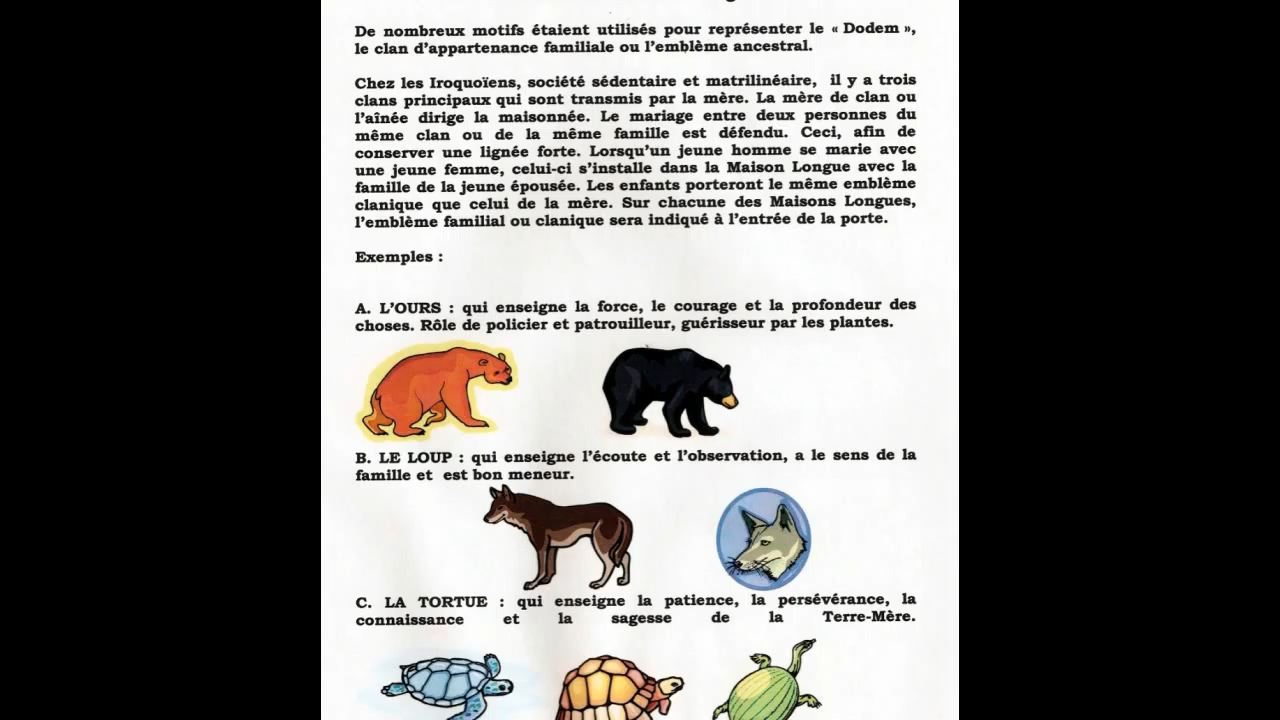 De nombreux motifs étaient utilisés pour représenter le « Dodem »,
le clan d'appartenance familiale ou l'emblème ancestral.
Chez les Iroquoïens, société sédentaire et matrilinéaire, il y a trois
clans principaux qui sont transmis par la mère. La mère de clan ou
l'aînée dirige la maisonnée. Le mariage entre deux personnes du
même clan ou de la même famille est défendu. Ceci, afin de
conserver une lignée forte. Lorsqu'un jeune homme se marie avec
une jeune femme, celui-ci s'installe dans la Maison Longue avec la
famille de la jeune épousée. Les enfants porteront le même emblème
clanique que celui de la mère. Sur chacune des Maisons Longues,
l'emblème familial ou clanique sera indiqué à l'entrée de la porte.
Exemples :
A. L'OURS : qui enseigne la force, le courage et la profondeur des
choses. Rôle de policier et patrouilleur, guérisseur par les plantes.
B. LE LOUP : qui enseigne l'écoute et l'observation, a le sens de la
famille et est bon meneur.
C. LA TORTUE : qui enseigne la patience, la persévérance, la
connaissance et la sagesse de la Terre-Mère.